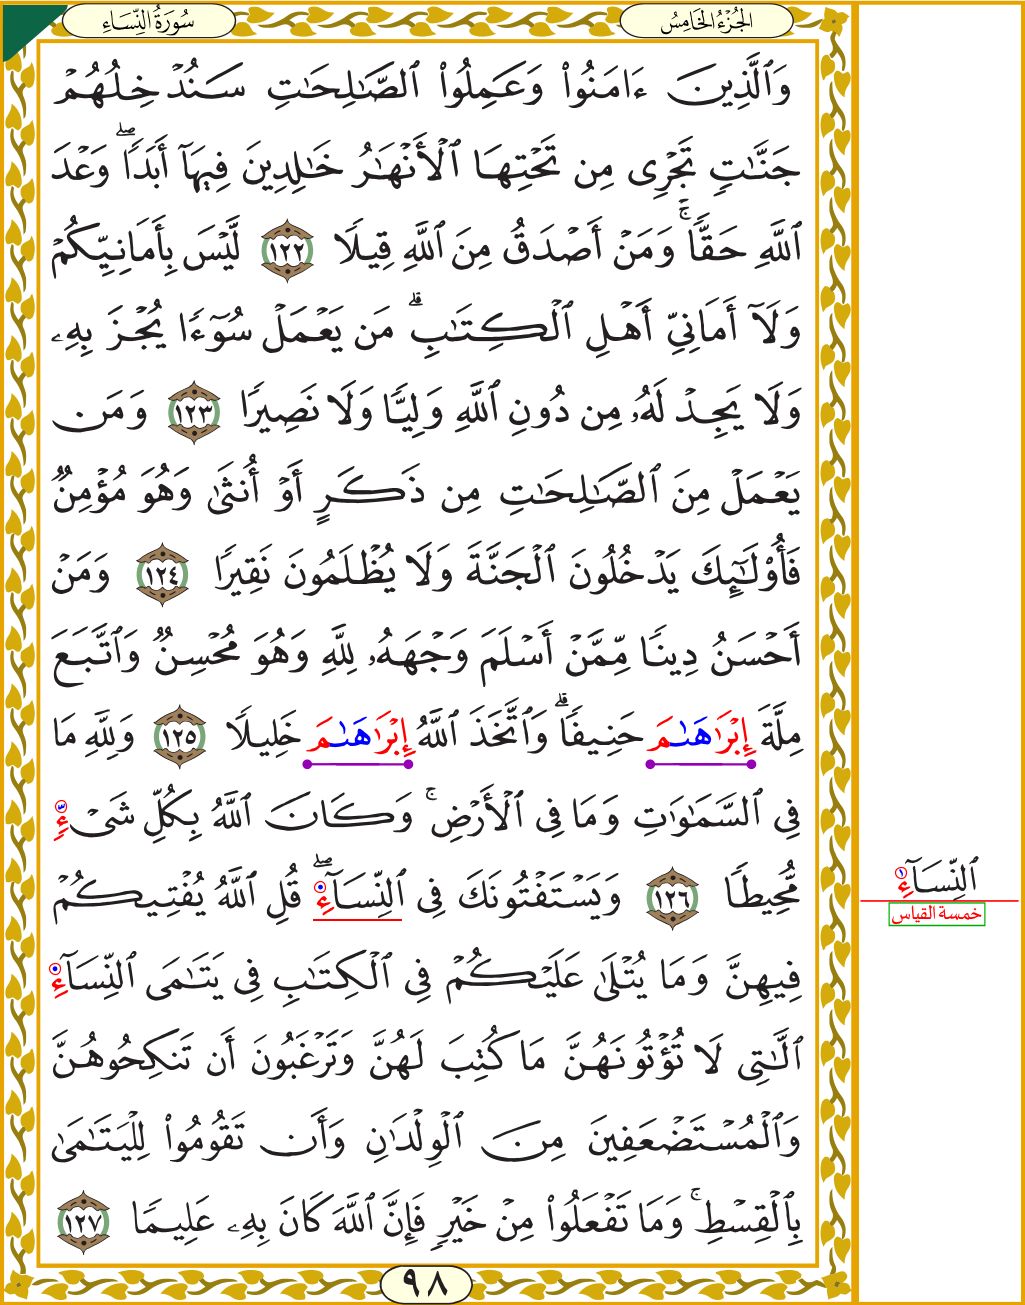 سُورَةُ النِّسَاءِ
الجُزْءُ الخَامِسُ
وَٱلَّذِينَ ءَامَنُوا۟ وَعَمِلُوا۟ ٱلصَّـٰلِحَـٰتِ سَنُدْخِلُهُمْ
جَنَّـٰتٍ تَجْرِى مِن تَحْتِهَا ٱلْأَنْهَـٰرُ خَـٰلِدِينَ فِيهَآ أَبَدًا ۖ وَعْدَ
ٱللَّهِ حَقًّا ۚ وَمَنْ أَصْدَقُ مِنَ ٱللَّهِ قِيلًا ١٢٢ لَّيْسَ بِأَمَانِيِّكُمْ
وَلَآ أَمَانِىِّ أَهْلِ ٱلْكِتَـٰبِ ۗ مَن يَعْمَلْ سُوٓءًا يُجْزَ بِهِۦ
وَلَا يَجِدْ لَهُۥ مِن دُونِ ٱللَّهِ وَلِيًّا وَلَا نَصِيرًا ١٢٣ وَمَن
يَعْمَلْ مِنَ ٱلصَّـٰلِحَـٰتِ مِن ذَكَرٍ أَوْ أُنثَىٰ وَهُوَ مُؤْمِنٌ
فَأُو۟لَـٰٓئِكَ يَدْخُلُونَ ٱلْجَنَّةَ وَلَا يُظْلَمُونَ نَقِيرًا ١٢٤ وَمَنْ
أَحْسَنُ دِينًا مِّمَّنْ أَسْلَمَ وَجْهَهُۥ لِلَّهِ وَهُوَ مُحْسِنٌ وَٱتَّبَعَ
مِلَّةَ إِبْرَٰهَـٰمَ حَنِيفًا ۗ وَٱتَّخَذَ ٱللَّهُ إِبْرَٰهَـٰمَ خَلِيلًا ١٢٥ وَلِلَّهِ مَا
فِى ٱلسَّمَـٰوَٰتِ وَمَا فِى ٱلْأَرْضِ ۚ وَكَانَ ٱللَّهُ بِكُلِّ شَىْءٍ
مُّحِيطًا ١٢٦ وَيَسْتَفْتُونَكَ فِى ٱلنِّسَآءِ ۖ قُلِ ٱللَّهُ يُفْتِيكُمْ
ٱلنِّسَآءِ
خمسة القياس
فِيهِنَّ وَمَا يُتْلَىٰ عَلَيْكُمْ فِى ٱلْكِتَـٰبِ فِى يَتَـٰمَى ٱلنِّسَآءِ
ٱلَّـٰتِى لَا تُؤْتُونَهُنَّ مَا كُتِبَ لَهُنَّ وَتَرْغَبُونَ أَن تَنكِحُوهُنَّ
وَٱلْمُسْتَضْعَفِينَ مِنَ ٱلْوِلْدَٰنِ وَأَن تَقُومُوا۟ لِلْيَتَـٰمَىٰ
بِٱلْقِسْطِ ۚ وَمَا تَفْعَلُوا۟ مِنْ خَيْرٍ فَإِنَّ ٱللَّهَ كَانَ بِهِۦ عَلِيمًا ١٢٧
٩٨